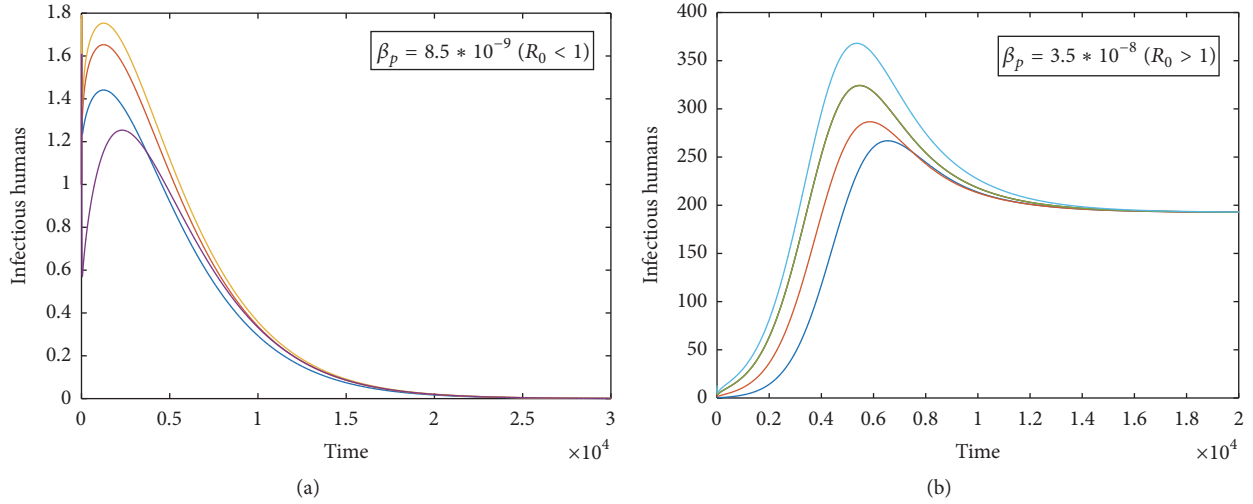 1.8
1.6
1.4
1.2
1
0.8
0.6
0.4
0.2
0
Infectious humans
β_p = 8.5 * 10^−9 (R_0 < 1)
0 0.5 1 1.5 2 2.5 3
Time
×10^4
(a)
400
350
300
250
200
150
100
50
0
Infectious humans
β_p = 3.5 * 10^−8 (R_0 > 1)
0 0.2 0.4 0.6 0.8 1 1.2 1.4 1.6 1.8 2
Time
×10^4
(b)